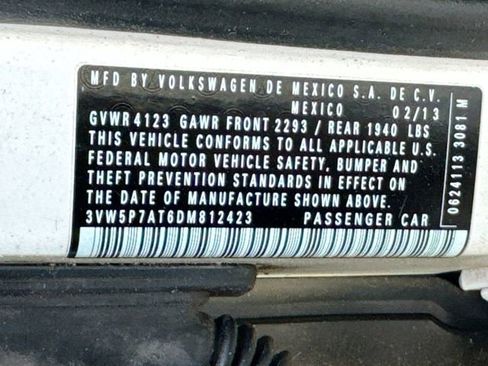 MFD BY VOLKSWAGEN DE MEXICO S.A. DE C.V.
MEXICO 02/13
GVWR 4123 GAWR FRONT 2293 / REAR 1940 LBS
THIS VEHICLE CONFORMS TO ALL APPLICABLE U.S.
FEDERAL MOTOR VEHICLE SAFETY, BUMPER AND
THEFT PREVENTION STANDARDS IN EFFECT ON
THE DATE OF MANUFACTURE SHOWN ABOVE.
3VW5P7AT6DM812423 PASSENGER CAR
0624113 3081 M